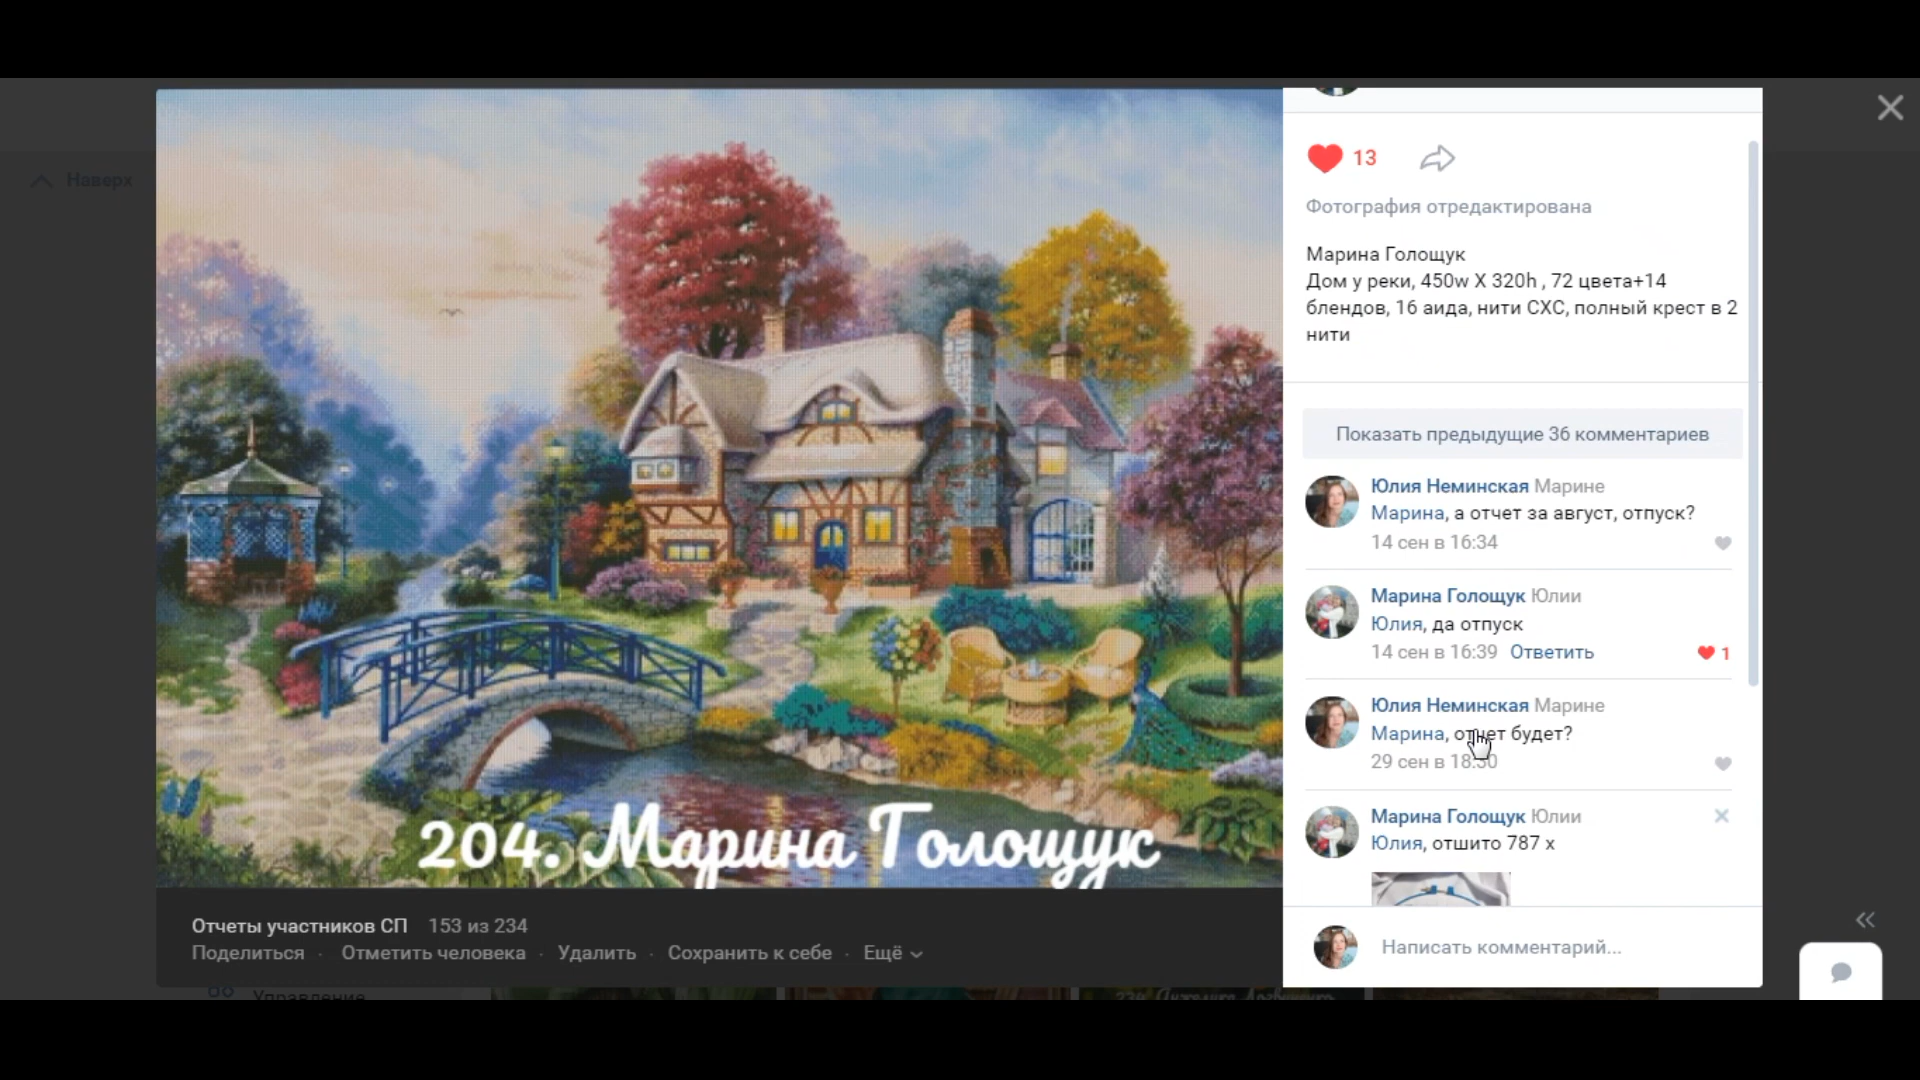 Наверх
13
Фотография отредактирована
Марина Голощук
Дом у реки, 450w X 320h , 72 цвета+14
блендов, 16 аида, нити СХС, полный крест в 2
нити
Показать предыдущие 36 комментариев
Юлия Неминская Марине
Марина, а отчет за август, отпуск?
14 сен в 16:34
Марина Голощук Юлии
Юлия, да отпуск
14 сен в 16:39 Ответить
1
Юлия Неминская Марине
Марина, отчет будет?
29 сен в 18:30
Марина Голощук Юлии
Юлия, отшито 787 х
Написать комментарий...
204. Марина Голощук
Отчеты участников СП 153 из 234
Поделиться · Отметить человека · Удалить · Сохранить к себе · Ещё
Управление